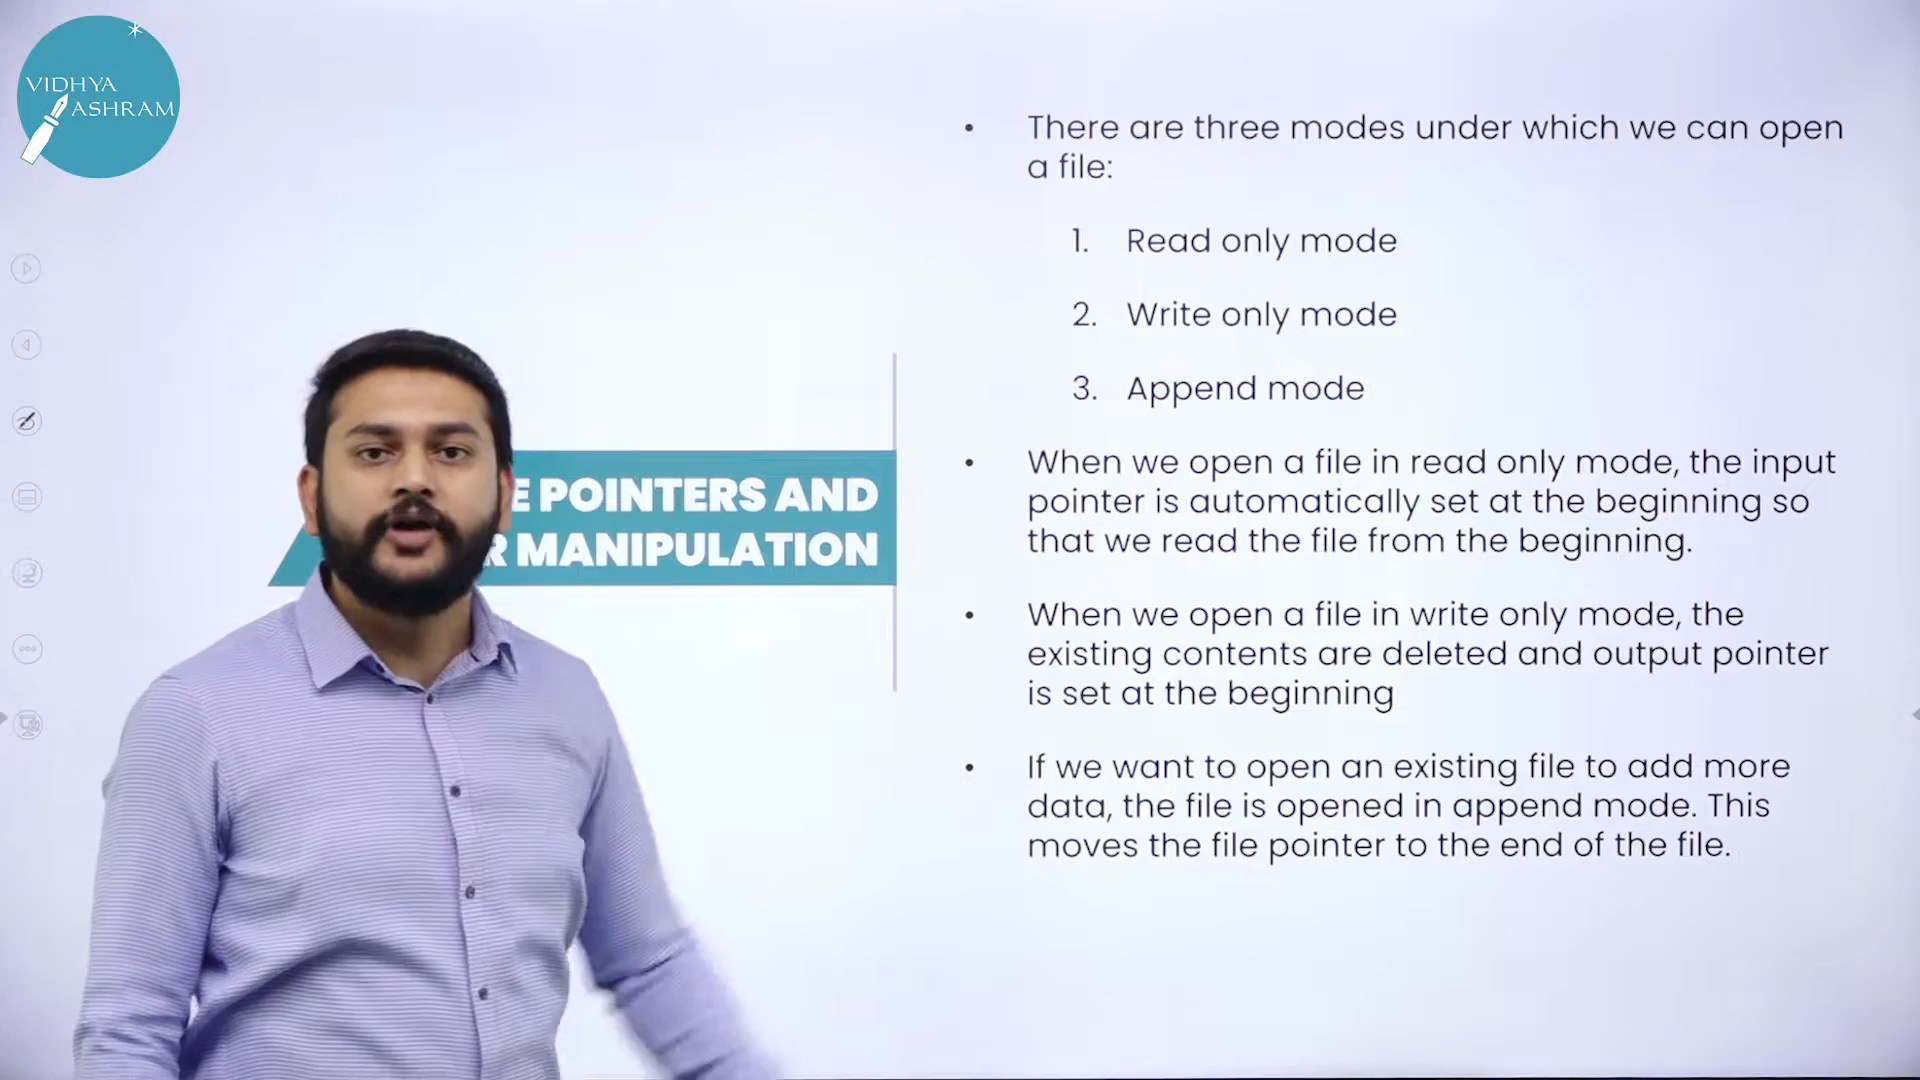 VIDHYA
ASHRAM
There are three modes under which we can open
a file:
1. Read only mode
2. Write only mode
3. Append mode
E POINTERS AND
R MANIPULATION
When we open a file in read only mode, the input
pointer is automatically set at the beginning so
that we read the file from the beginning.
When we open a file in write only mode, the
existing contents are deleted and output pointer
is set at the beginning
If we want to open an existing file to add more
data, the file is opened in append mode. This
moves the file pointer to the end of the file.